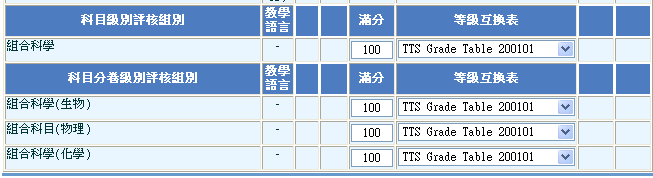 科目級別評核組別 教學語言 滿分 等級互換表
組合科學 - 100 TTS Grade Table 200101
科目分卷級別評核組別 教學語言 滿分 等級互換表
組合科學(生物) - 100 TTS Grade Table 200101
組合科目(物理) - 100 TTS Grade Table 200101
組合科學(化學) - 100 TTS Grade Table 200101